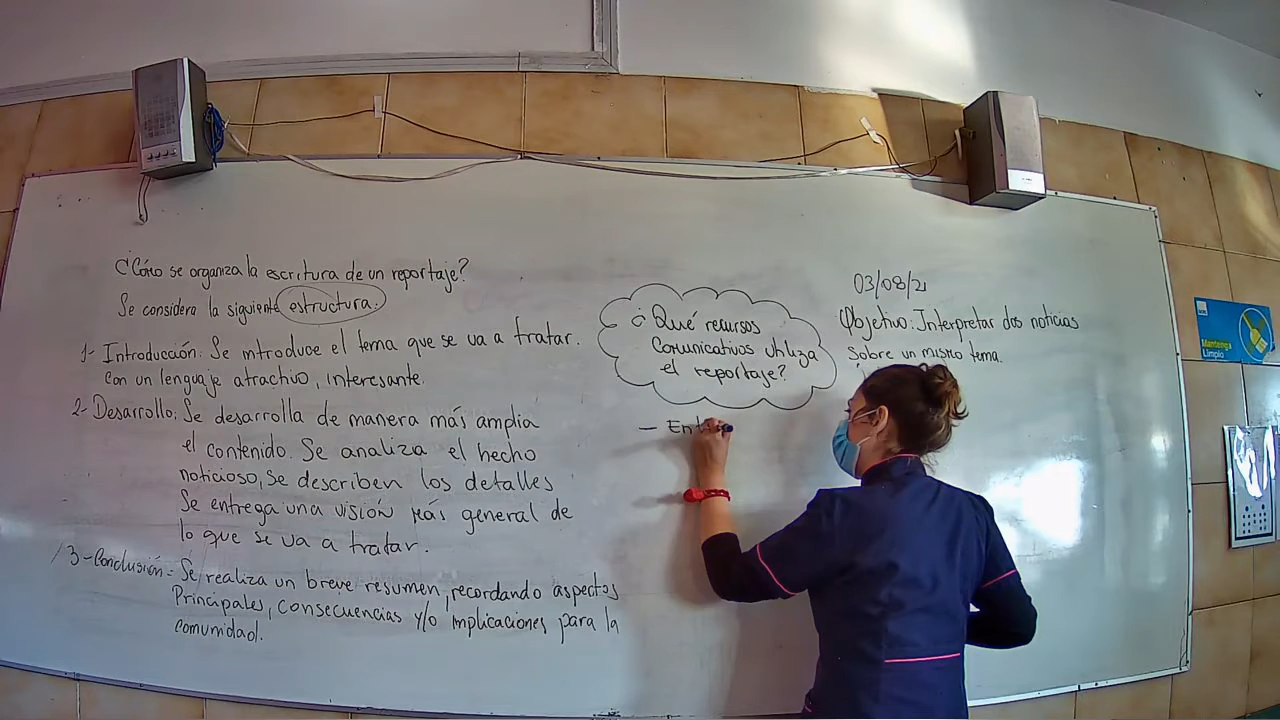 ¿Cómo se organiza la escritura de un reportaje?
Se considera la siguiente estructura.
1- Introducción: Se introduce el tema que se va a tratar.
Con un lenguaje atractivo, interesante.
2- Desarrollo: Se desarrolla de manera más amplia
el contenido. Se analiza el hecho
noticioso, se describen los detalles
Se entrega una visión más general de
lo que se va a tratar.
3-Conclusión= Se realiza un breve resumen, recordando aspectos
Principales, consecuencias y/o implicaciones para la
comunidad.
¿Qué recursos
Comunicativos utiliza
el reportaje?
03/08/21
Objetivo: Interpretar dos noticias
Sobre un mismo tema.
Mantenga
Limpio